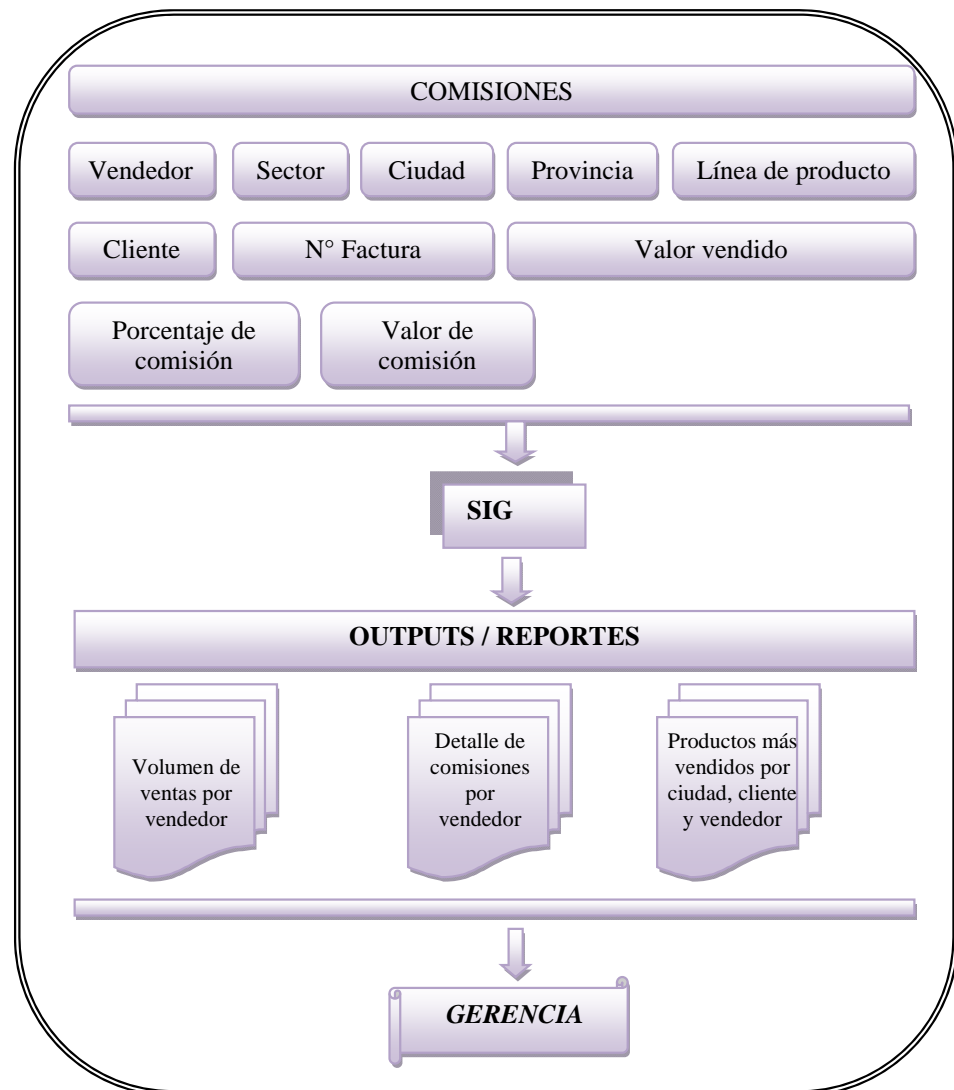 COMISIONES
Vendedor
Sector
Ciudad
Provincia
Línea de producto
Cliente
N° Factura
Valor vendido
Porcentaje de
comisión
Valor de
comisión
SIG
OUTPUTS / REPORTES
Volumen de
ventas por
vendedor
Detalle de
comisiones
por
vendedor
Productos más
vendidos por
ciudad, cliente
y vendedor
GERENCIA